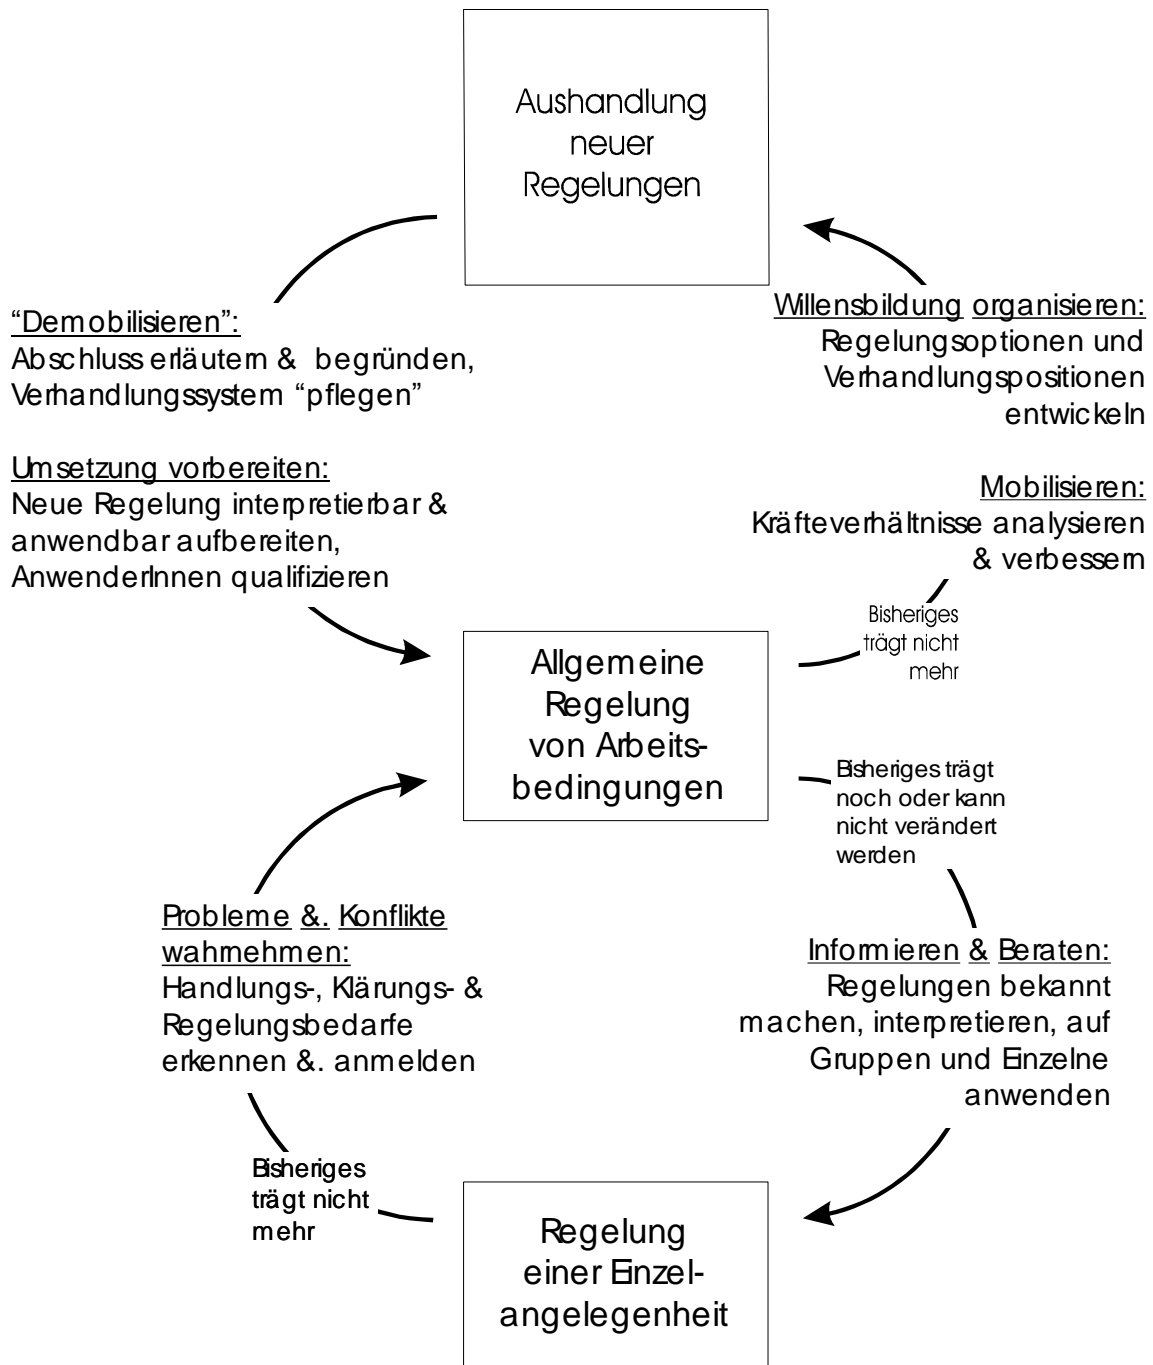 Aushandlung
neuer
Regelungen
“Demobilisieren”:
Abschluss erläutern & begründen,
Verhandlungssystem “pflegen”
Willensbildung organisieren:
Regelungsoptionen und
Verhandlungspositionen
entwickeln
Umsetzung vorbereiten:
Neue Regelung interpretierbar &
anwendbar aufbereiten,
AnwenderInnen qualifizieren
Mobilisieren:
Kräfteverhältnisse analysieren
& verbessern
Bisheriges
trägt nicht
mehr
Allgemeine
Regelung
von Arbeits-
bedingungen
Bisheriges trägt
noch oder kann
nicht verändert
werden
Probleme &. Konflikte
wahrnehmen:
Handlungs-, Klärungs- &
Regelungsbedarfe
erkennen &. anmelden
Informieren & Beraten:
Regelungen bekannt
machen, interpretieren, auf
Gruppen und Einzelne
anwenden
Bisheriges
trägt nicht
mehr
Regelung
einer Einzel-
angelegenheit